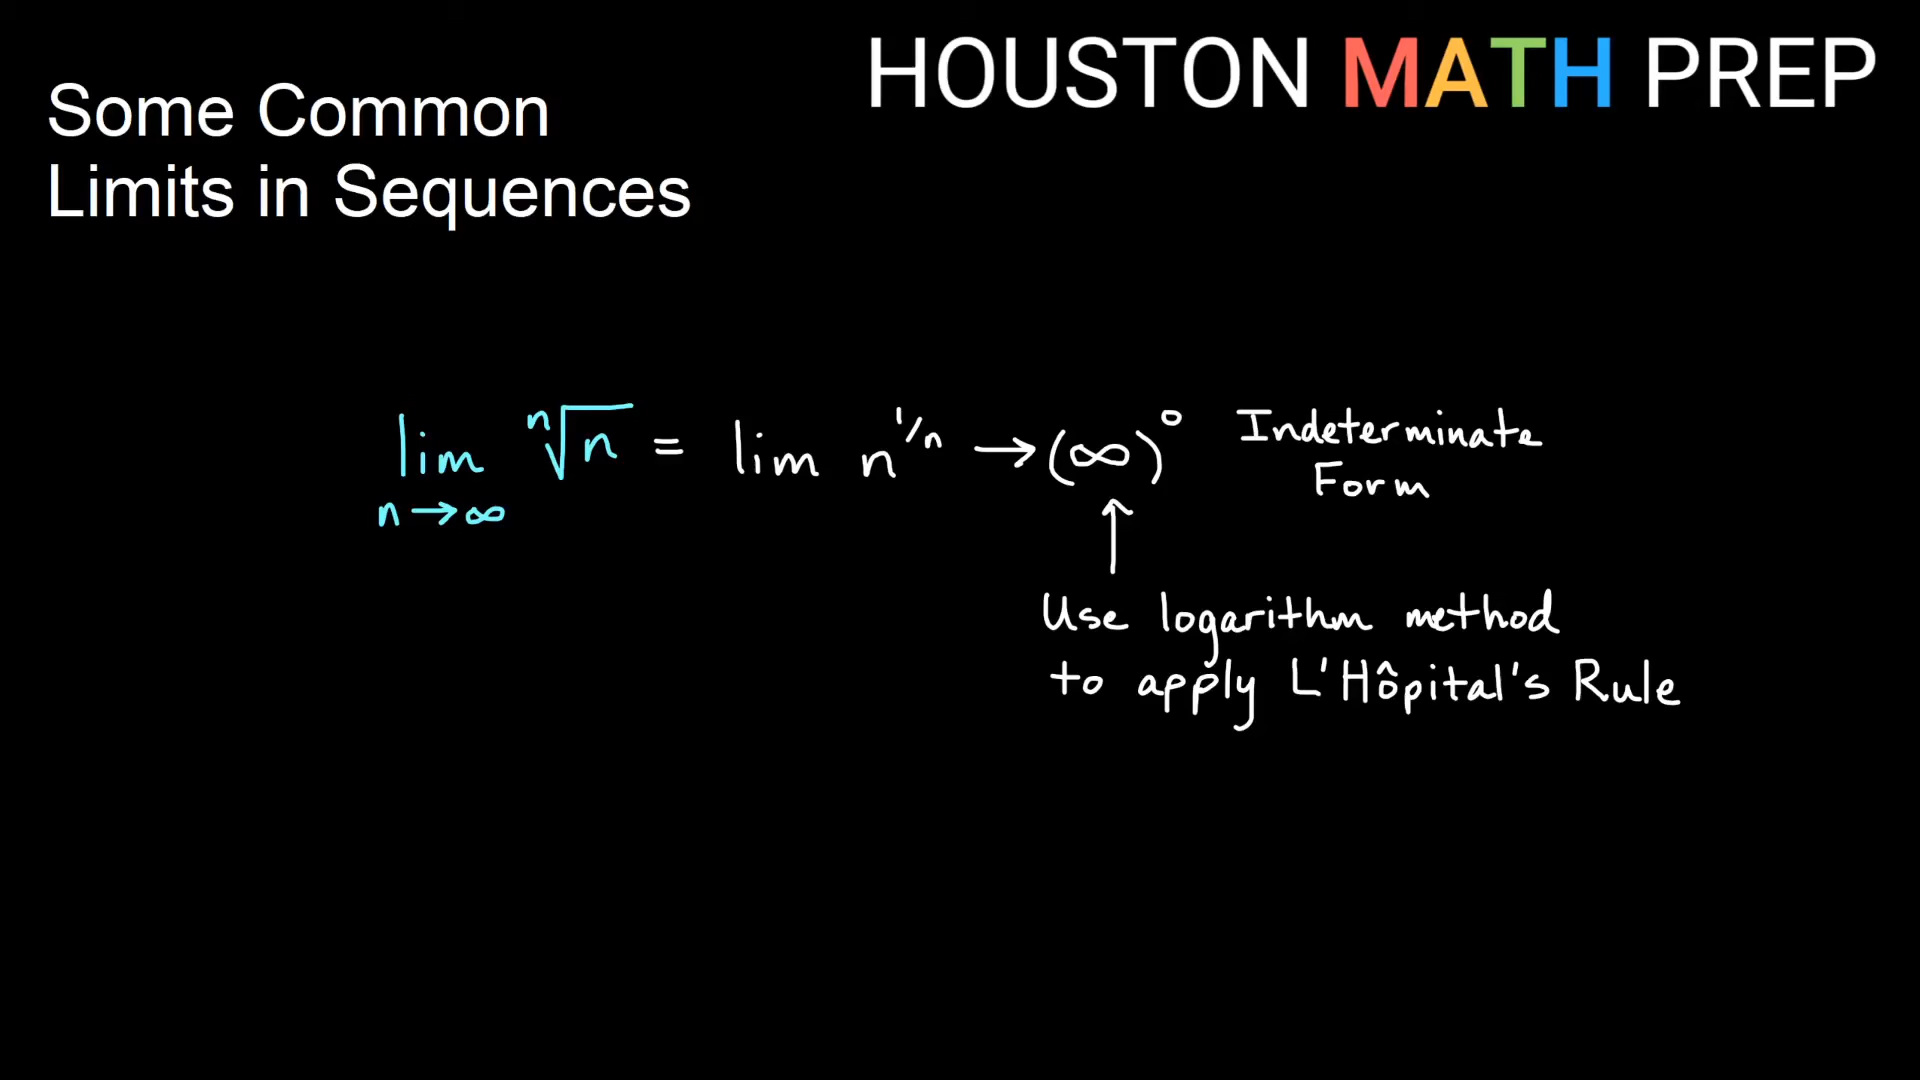 HOUSTON MATH PREP
Some Common
Limits in Sequences
lim n→∞ ⁿ√n = lim n^1/n → (∞)^0 Indeterminate
Form
↑
Use logarithm method
to apply L'Hôpital's Rule